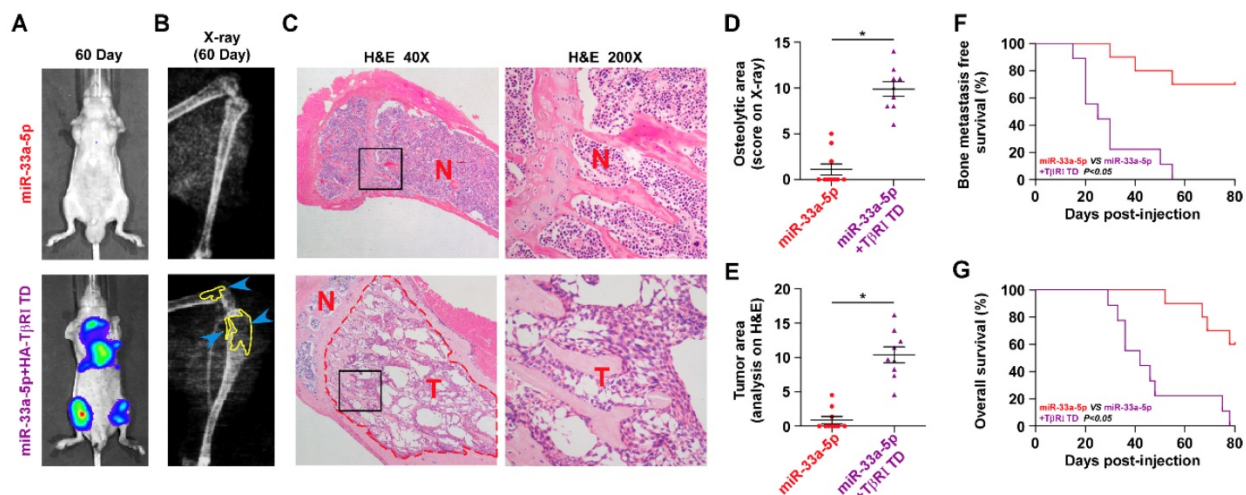 A
60 Day
miR-33a-5p
miR-33a-5p+HA-TβRI TD
B
X-ray
(60 Day)
C
H&E 40X
H&E 200X
N
N
N
T
T
D
Osteolytic area
(score on X-ray)
15
10
5
0
*
miR-33a-5p
miR-33a-5p
+TβRI TD
E
Tumor area
(analysis on H&E)
20
15
10
5
0
*
miR-33a-5p
miR-33a-5p
+TβRI TD
F
Bone metastasis free
survival (%)
100
80
60
40
20
0
miR-33a-5p VS miR-33a-5p
+TβRI TD P<0.05
0 20 40 60 80
Days post-injection
G
Overall survival (%)
100
80
60
40
20
0
miR-33a-5p VS miR-33a-5p
+TβRI TD P<0.05
0 20 40 60 80
Days post-injection